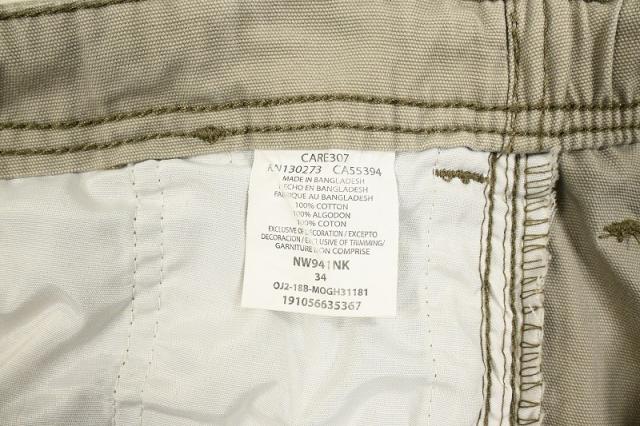 CARE307
RN130273 CA55394
MADE IN BANGLADESH
HECHO EN BANGLADESH
FABRIQUE AU BANGLADESH
100% COTTON
100% ALGODON
100% COTON
EXCLUSIVE OF DECORATION / EXCEPTO
DECORACION / EXCLUSIVE OF TRIMMING/
GARNITURE NON COMPRISE
NW941NK
34
OJ2-18B-MOGH31181
191056635367